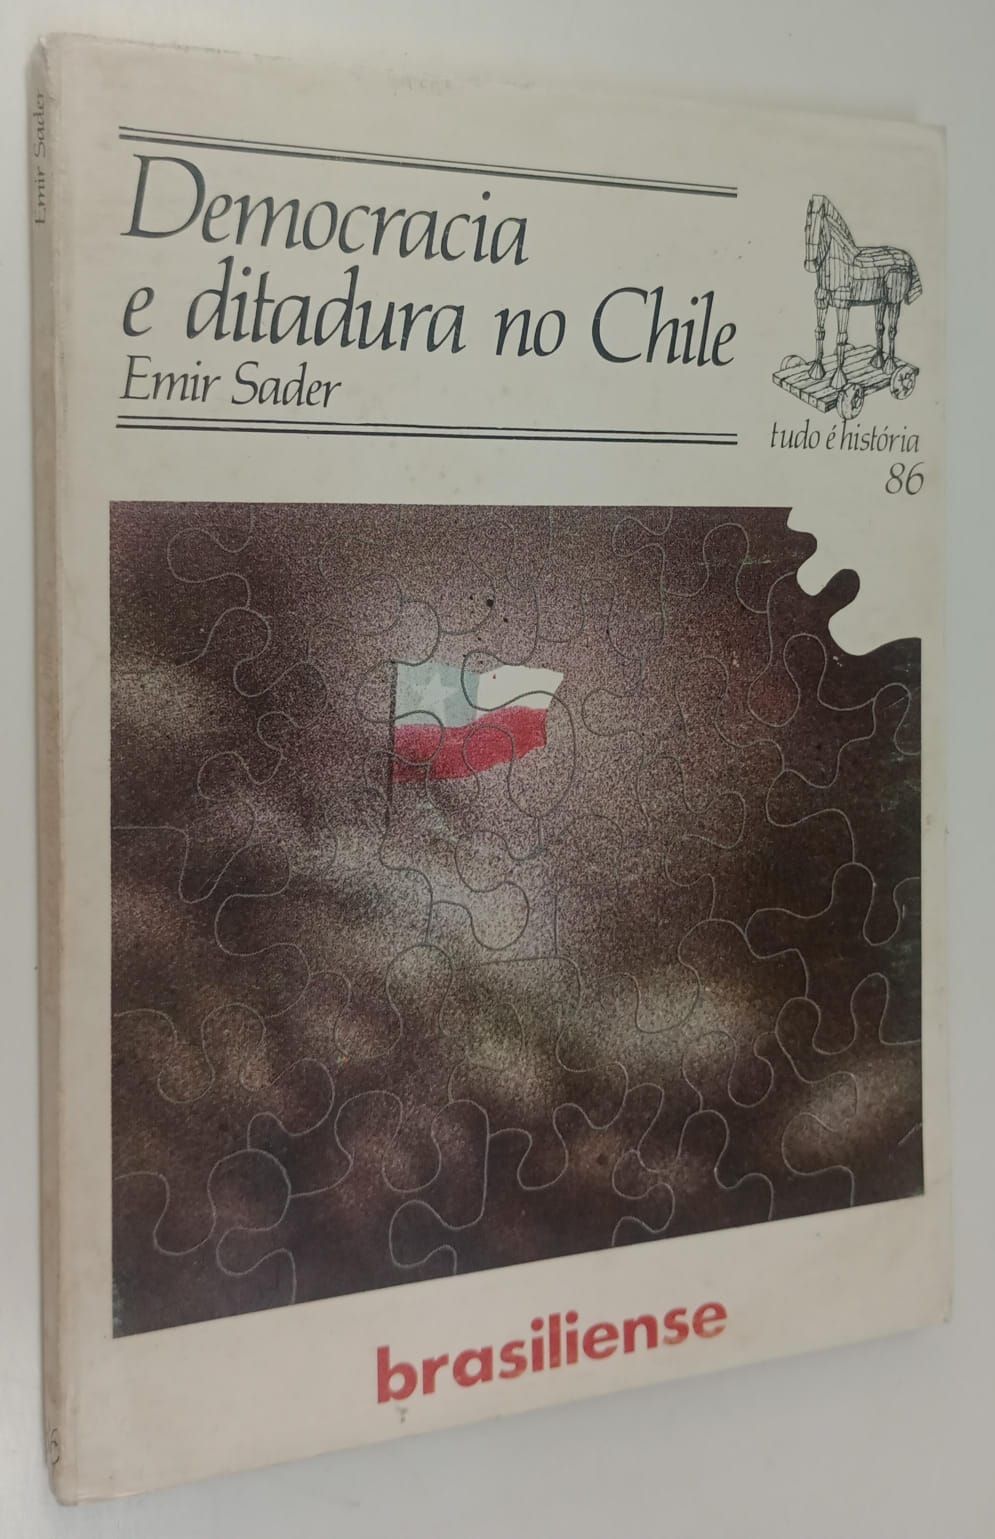 Emir Sader
Democracia
e ditadura no Chile
Emir Sader
tudo é história
86
brasiliense